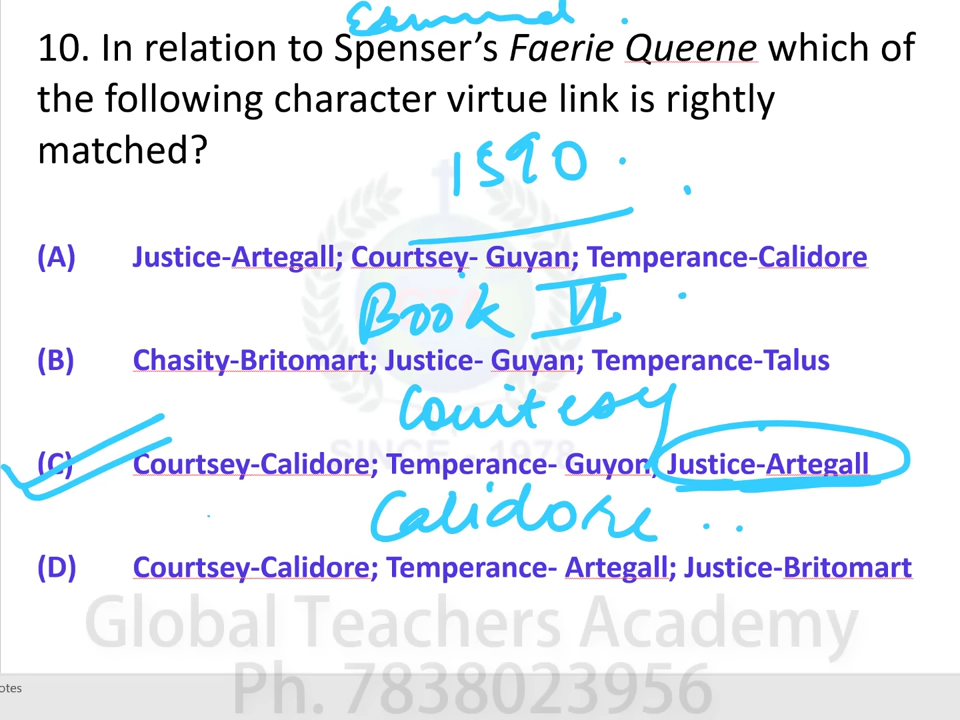 Edmund .
10. In relation to Spenser's Faerie Queene which of
the following character virtue link is rightly
matched?
1590 .
(A) Justice-Artegall; Courtsey- Guyan; Temperance-Calidore
Book VI .
(B) Chasity-Britomart; Justice- Guyan; Temperance-Talus
Courtesy
SINCE - 1978
(C) Courtsey-Calidore; Temperance- Guyon; Justice-Artegall
Calidore ..
(D) Courtsey-Calidore; Temperance- Artegall; Justice-Britomart
Global Teachers Academy
Ph. 7838023956
otes